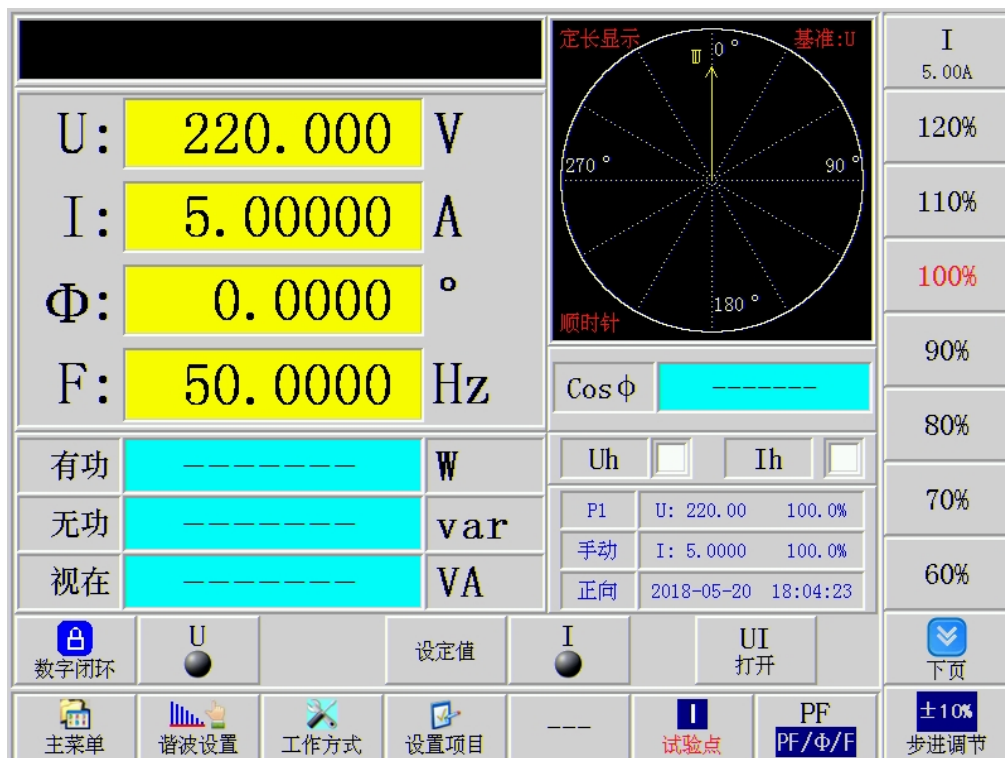 定长显示 基准:U
U 0°
270° 90°
180°
顺时针
U: 220.000 V
I: 5.00000 A
Φ: 0.0000 °
F: 50.0000 Hz
Cosφ -------
有功 ------- W
无功 ------- var
视在 ------- VA
Uh Ih
P1 U: 220.00 100.0%
手动 I: 5.0000 100.0%
正向 2018-05-20 18:04:23
I
5.00A
120%
110%
100%
90%
80%
70%
60%
下页
±10%
步进调节
数字闭环
U
设定值
I
UI
打开
主菜单
谐波设置
工作方式
设置项目
---
I
试验点
PF
PF/Φ/F